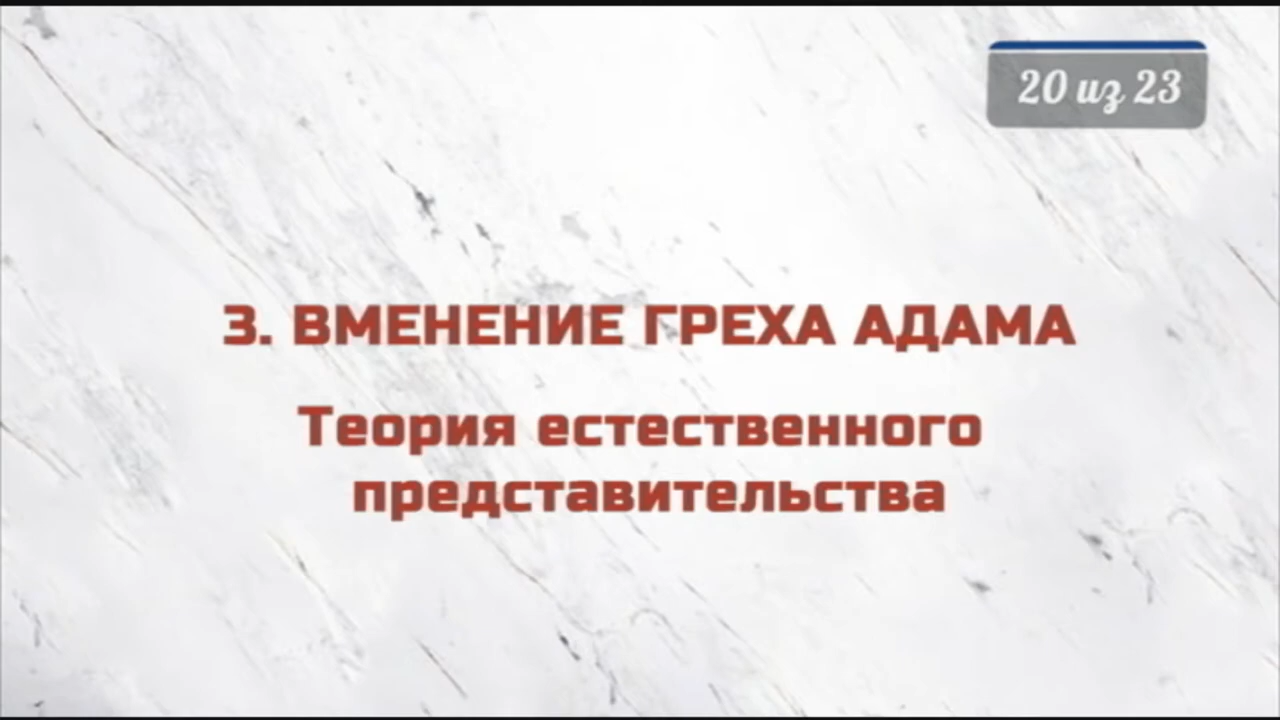 20 из 23
3. ВМЕНЕНИЕ ГРЕХА АДАМА
Теория естественного
представительства